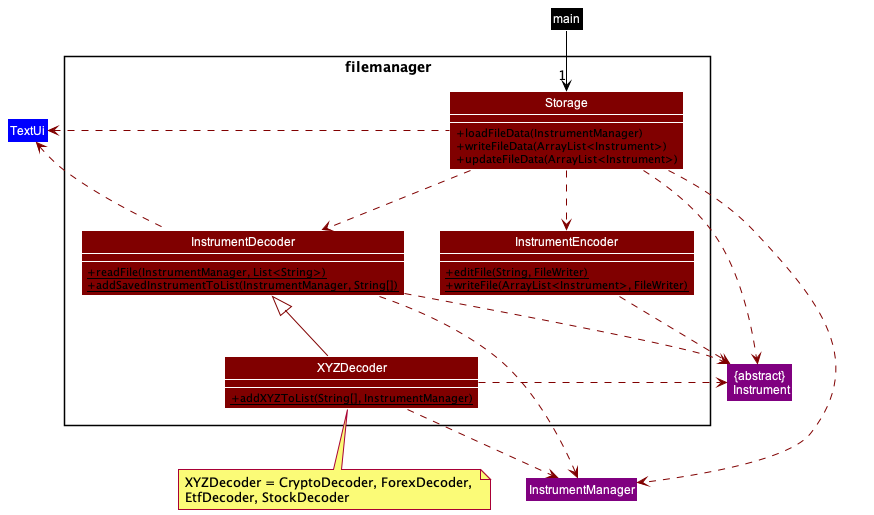 main
1
filemanager
Storage
+loadFileData(instrumentManager)
+writeFileData(ArrayList<Instrument>)
+updateFileData(ArrayList<Instrument>)
TextUi
InstrumentDecoder
+readFile(InstrumentManager, List<String>)
+addSavedInstrumentToList(InstrumentManager, String[])
InstrumentEncoder
+editFile(String, FileWriter)
+writeFile(ArrayList<Instrument>, FileWriter)
XYZDecoder
+addXYZToList(String[], InstrumentManager)
{abstract}
Instrument
XYZDecoder = CryptoDecoder, ForexDecoder,
EtfDecoder, StockDecoder
InstrumentManager